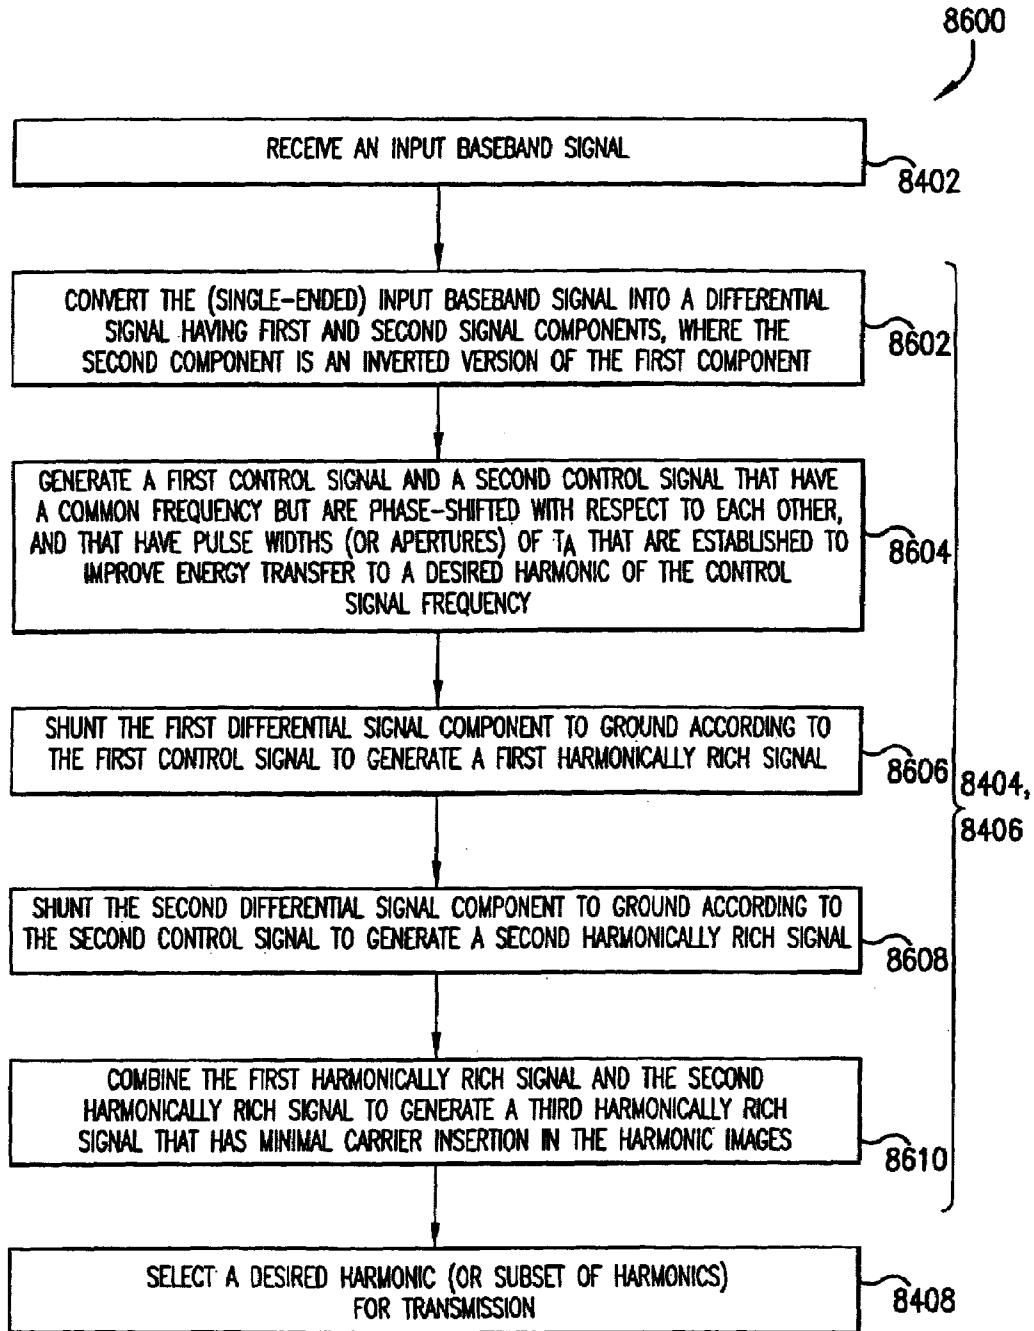 8600
RECEIVE AN INPUT BASEBAND SIGNAL
8402
CONVERT THE (SINGLE-ENDED) INPUT BASEBAND SIGNAL INTO A DIFFERENTIAL
SIGNAL HAVING FIRST AND SECOND SIGNAL COMPONENTS, WHERE THE
SECOND COMPONENT IS AN INVERTED VERSION OF THE FIRST COMPONENT
8602
GENERATE A FIRST CONTROL SIGNAL AND A SECOND CONTROL SIGNAL THAT HAVE
A COMMON FREQUENCY BUT ARE PHASE-SHIFTED WITH RESPECT TO EACH OTHER,
AND THAT HAVE PULSE WIDTHS (OR APERTURES) OF TA THAT ARE ESTABLISHED TO
IMPROVE ENERGY TRANSFER TO A DESIRED HARMONIC OF THE CONTROL
SIGNAL FREQUENCY
8604
SHUNT THE FIRST DIFFERENTIAL SIGNAL COMPONENT TO GROUND ACCORDING TO
THE FIRST CONTROL SIGNAL TO GENERATE A FIRST HARMONICALLY RICH SIGNAL
8606
8404,
8406
SHUNT THE SECOND DIFFERENTIAL SIGNAL COMPONENT TO GROUND ACCORDING TO
THE SECOND CONTROL SIGNAL TO GENERATE A SECOND HARMONICALLY RICH SIGNAL
8608
COMBINE THE FIRST HARMONICALLY RICH SIGNAL AND THE SECOND
HARMONICALLY RICH SIGNAL TO GENERATE A THIRD HARMONICALLY RICH
SIGNAL THAT HAS MINIMAL CARRIER INSERTION IN THE HARMONIC IMAGES
8610
SELECT A DESIRED HARMONIC (OR SUBSET OF HARMONICS)
FOR TRANSMISSION
8408